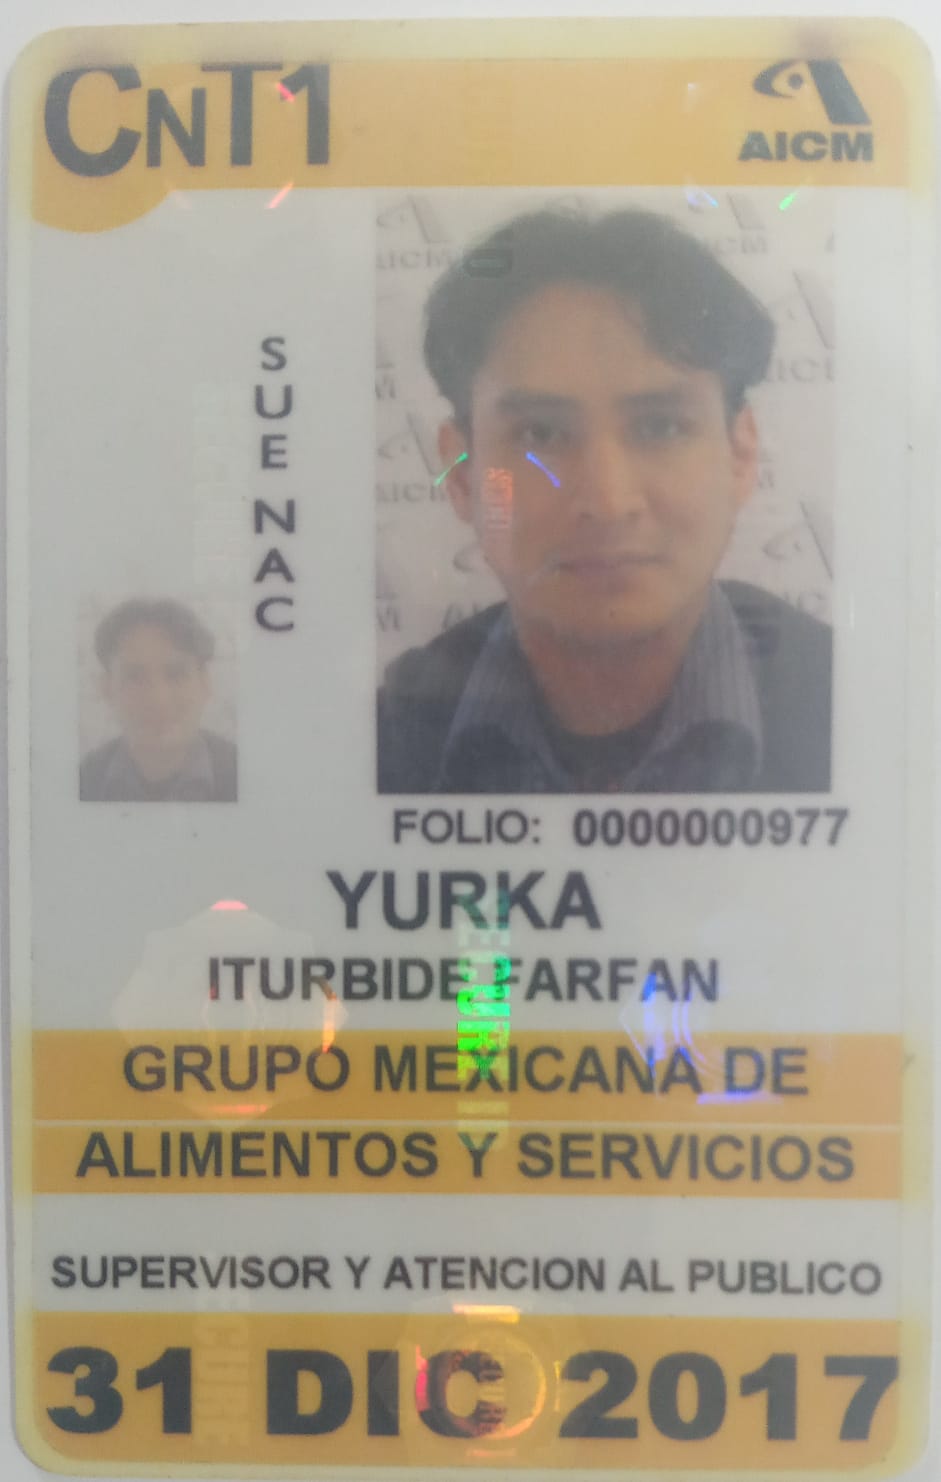 CNT1
AICM
SUE NAC
FOLIO: 0000000977
YURKA
ITURBIDE FARFAN
GRUPO MEXICANA DE
ALIMENTOS Y SERVICIOS
SUPERVISOR Y ATENCION AL PUBLICO
31 DIC 2017